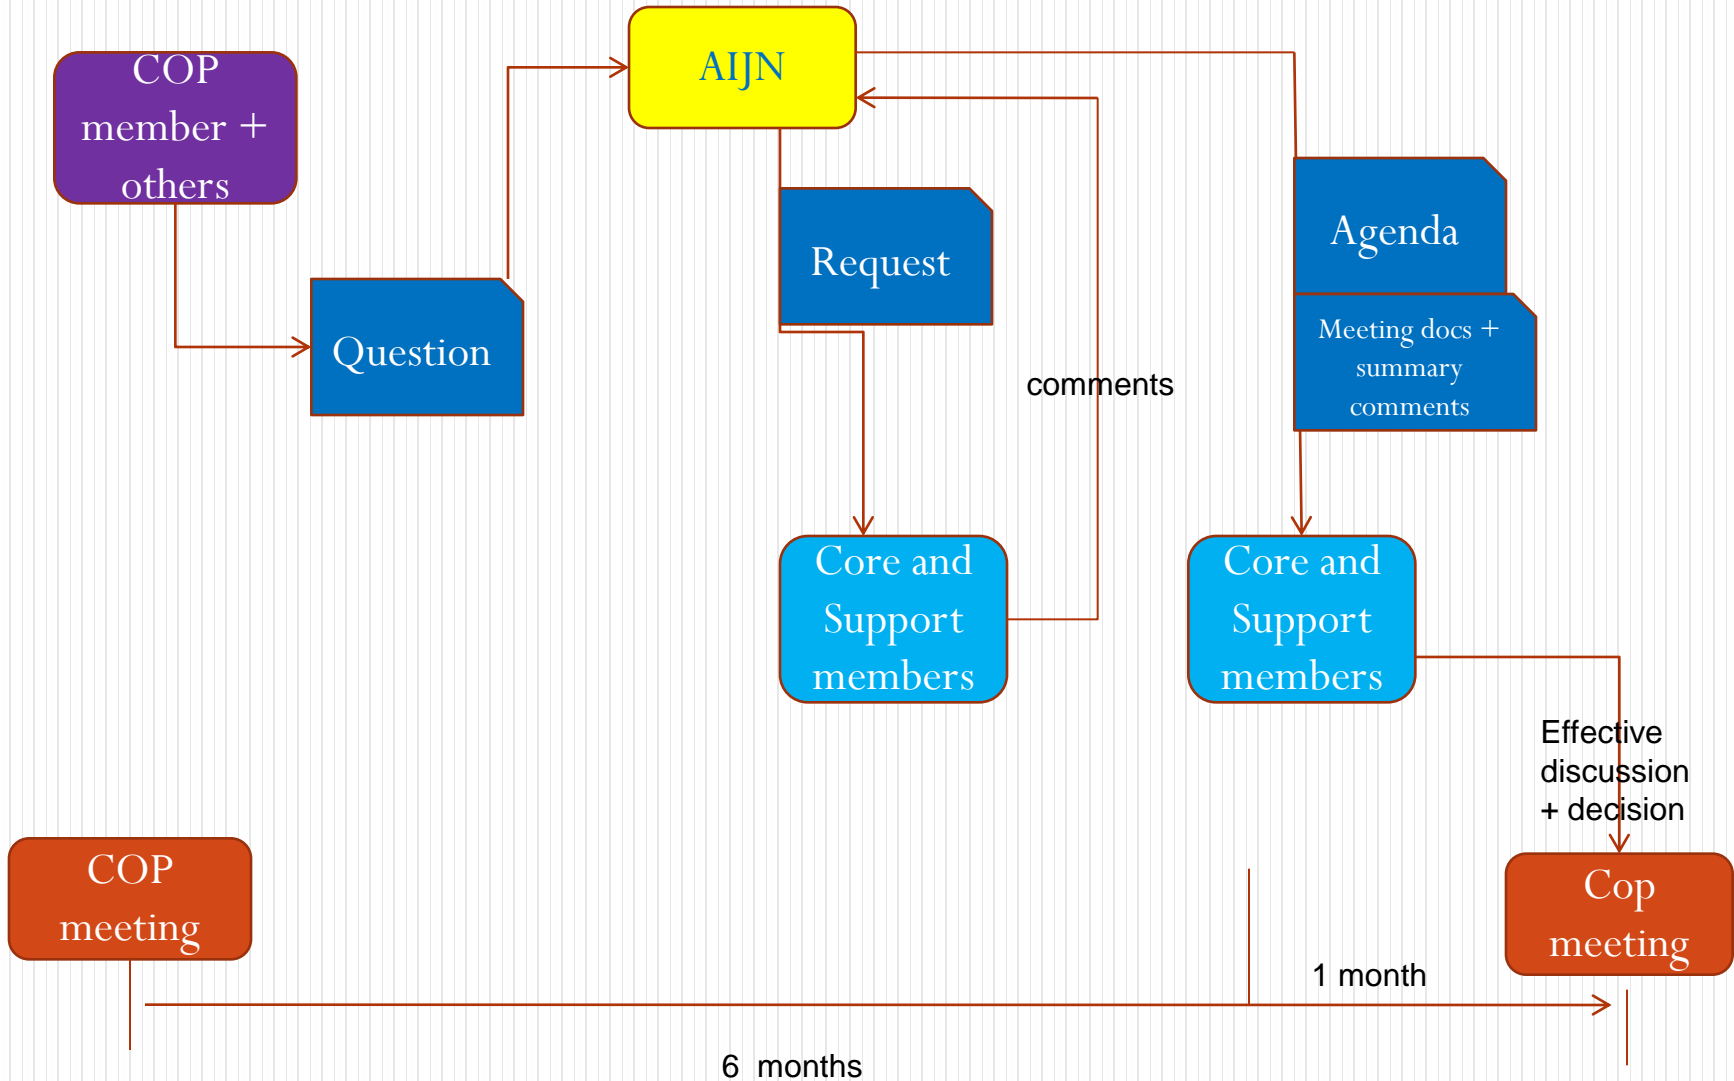 COP
member +
others
AIJN
Question
Request
comments
Agenda
Meeting docs +
summary
comments
Core and
Support
members
Core and
Support
members
Effective
discussion
+ decision
COP
meeting
Cop
meeting
1 month
6 months